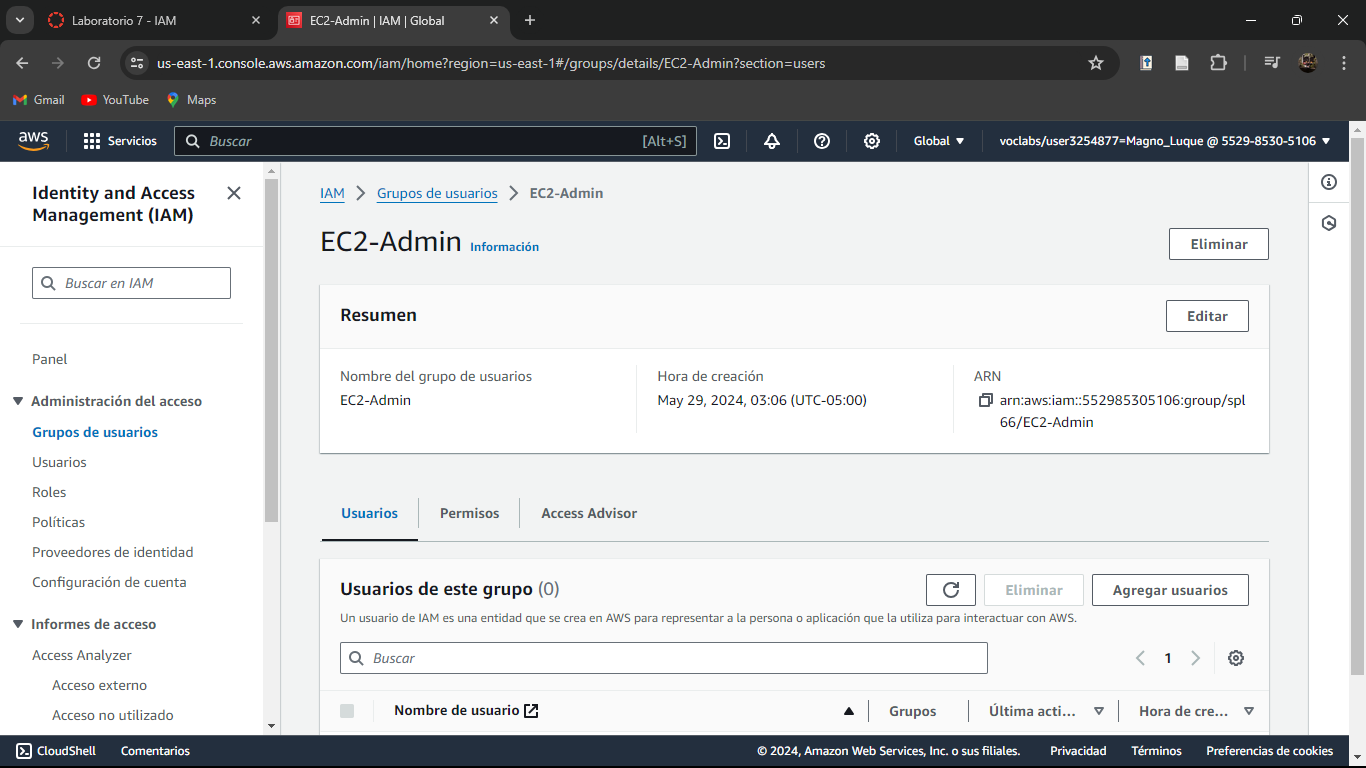 Laboratorio 7 - IAM
EC2-Admin | IAM | Global
us-east-1.console.aws.amazon.com/iam/home?region=us-east-1#/groups/details/EC2-Admin?section=users
Gmail
YouTube
Maps
aws
Servicios
Buscar
[Alt+S]
Global
voclabs/user3254877=Magno_Luque @ 5529-8530-5106
Identity and Access
Management (IAM)
Buscar en IAM
Panel
Administración del acceso
Grupos de usuarios
Usuarios
Roles
Políticas
Proveedores de identidad
Configuración de cuenta
Informes de acceso
Access Analyzer
Acceso externo
Acceso no utilizado
IAM
Grupos de usuarios
EC2-Admin
EC2-Admin Información
Eliminar
Resumen
Editar
Nombre del grupo de usuarios
EC2-Admin
Hora de creación
May 29, 2024, 03:06 (UTC-05:00)
ARN
arn:aws:iam::552985305106:group/spl
66/EC2-Admin
Usuarios
Permisos
Access Advisor
Usuarios de este grupo (0)
Eliminar
Agregar usuarios
Un usuario de IAM es una entidad que se crea en AWS para representar a la persona o aplicación que la utiliza para interactuar con AWS.
Buscar
1
Nombre de usuario
Grupos
Última acti...
Hora de cre...
CloudShell
Comentarios
© 2024, Amazon Web Services, Inc. o sus filiales.
Privacidad
Términos
Preferencias de cookies